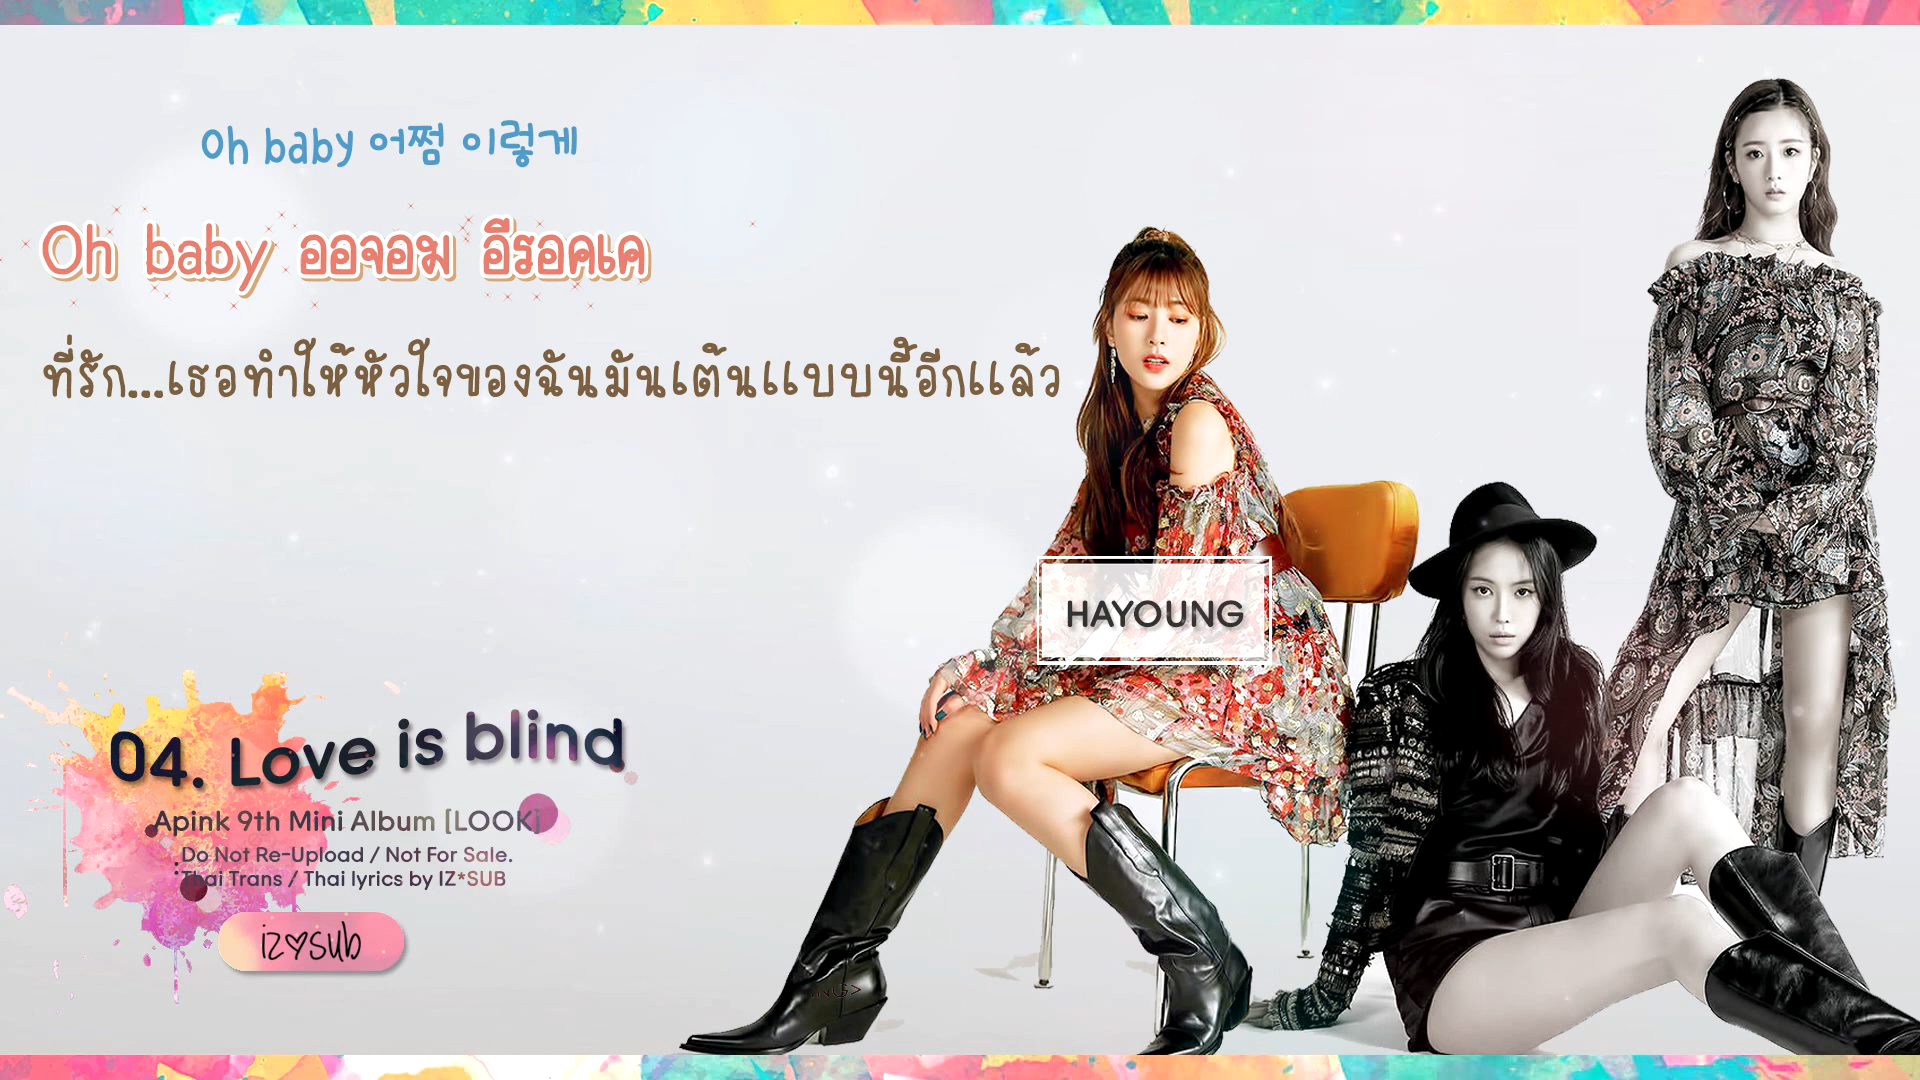 Oh baby 어쩜 이렇게
Oh baby ออจอม อีรอคเค
ที่รัก...เธอทำให้หัวใจของฉันมันเต้นแบบนี้อีกแล้ว
HAYOUNG
04. Love is blind
Apink 9th Mini Album [LOOK]
Do Not Re-Upload / Not For Sale.
Thai Trans / Thai lyrics by IZ*SUB
iz♡sub